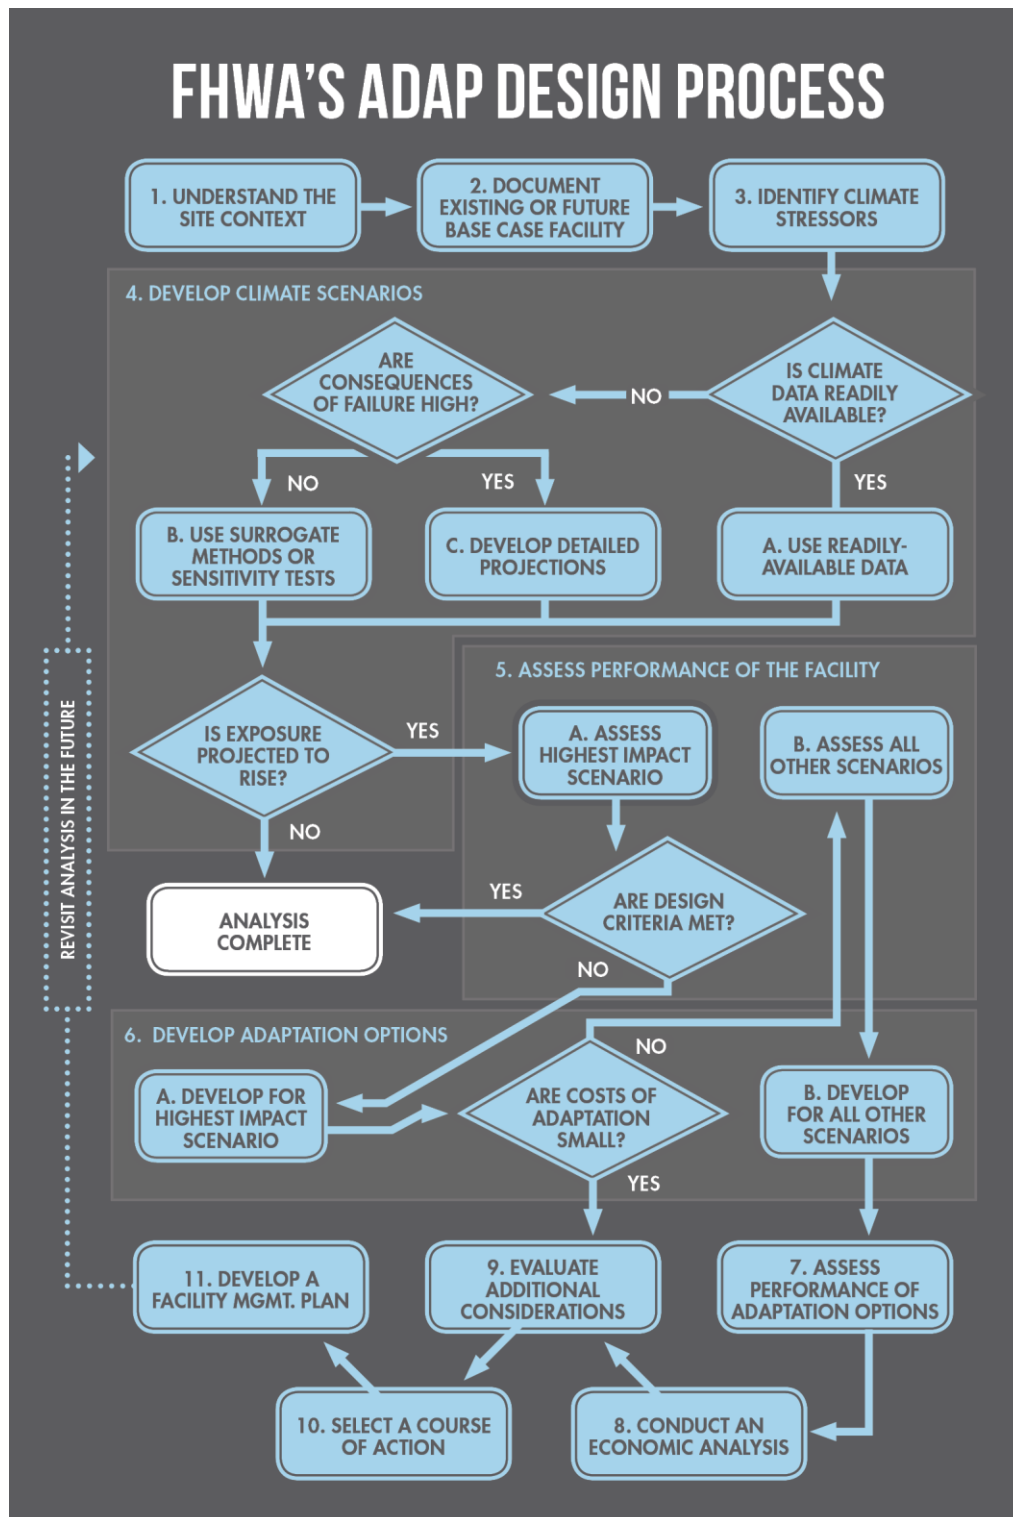 FHWA'S ADAP DESIGN PROCESS
1. UNDERSTAND THE
SITE CONTEXT
2. DOCUMENT
EXISTING OR FUTURE
BASE CASE FACILITY
3. IDENTIFY CLIMATE
STRESSORS
4. DEVELOP CLIMATE SCENARIOS
IS CLIMATE
DATA READILY
AVAILABLE?
NO
ARE
CONSEQUENCES
OF FAILURE HIGH?
NO
YES
YES
B. USE SURROGATE
METHODS OR
SENSITIVITY TESTS
C. DEVELOP DETAILED
PROJECTIONS
A. USE READILY-
AVAILABLE DATA
IS EXPOSURE
PROJECTED TO
RISE?
YES
NO
5. ASSESS PERFORMANCE OF THE FACILITY
A. ASSESS
HIGHEST IMPACT
SCENARIO
B. ASSESS ALL
OTHER SCENARIOS
ARE DESIGN
CRITERIA MET?
YES
NO
ANALYSIS
COMPLETE
6. DEVELOP ADAPTATION OPTIONS
A. DEVELOP FOR
HIGHEST IMPACT
SCENARIO
ARE COSTS OF
ADAPTATION
SMALL?
NO
YES
B. DEVELOP
FOR ALL OTHER
SCENARIOS
7. ASSESS
PERFORMANCE OF
ADAPTATION OPTIONS
8. CONDUCT AN
ECONOMIC ANALYSIS
9. EVALUATE
ADDITIONAL
CONSIDERATIONS
10. SELECT A COURSE
OF ACTION
11. DEVELOP A
FACILITY MGMT. PLAN
REVISIT ANALYSIS IN THE FUTURE